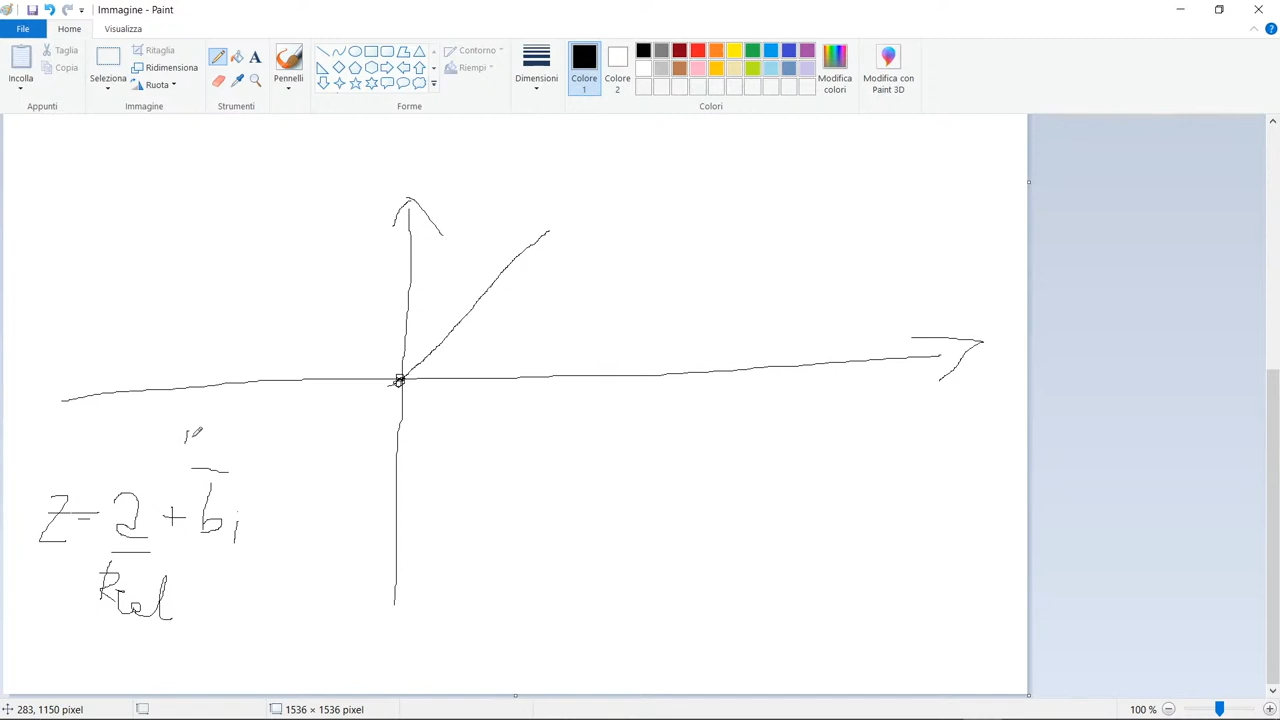 Immagine - Paint
File Home Visualizza
Incolla Taglia Copia Seleziona Ritaglia Ridimensiona Ruota Pennelli Contorno Riempi Dimensioni Colore 1 Colore 2 Modifica colori Modifica con Paint 3D
Appunti Immagine Strumenti Forme Colori
Z= 2 + bi
Real
283, 1150 pixel 1536 × 1536 pixel 100 %